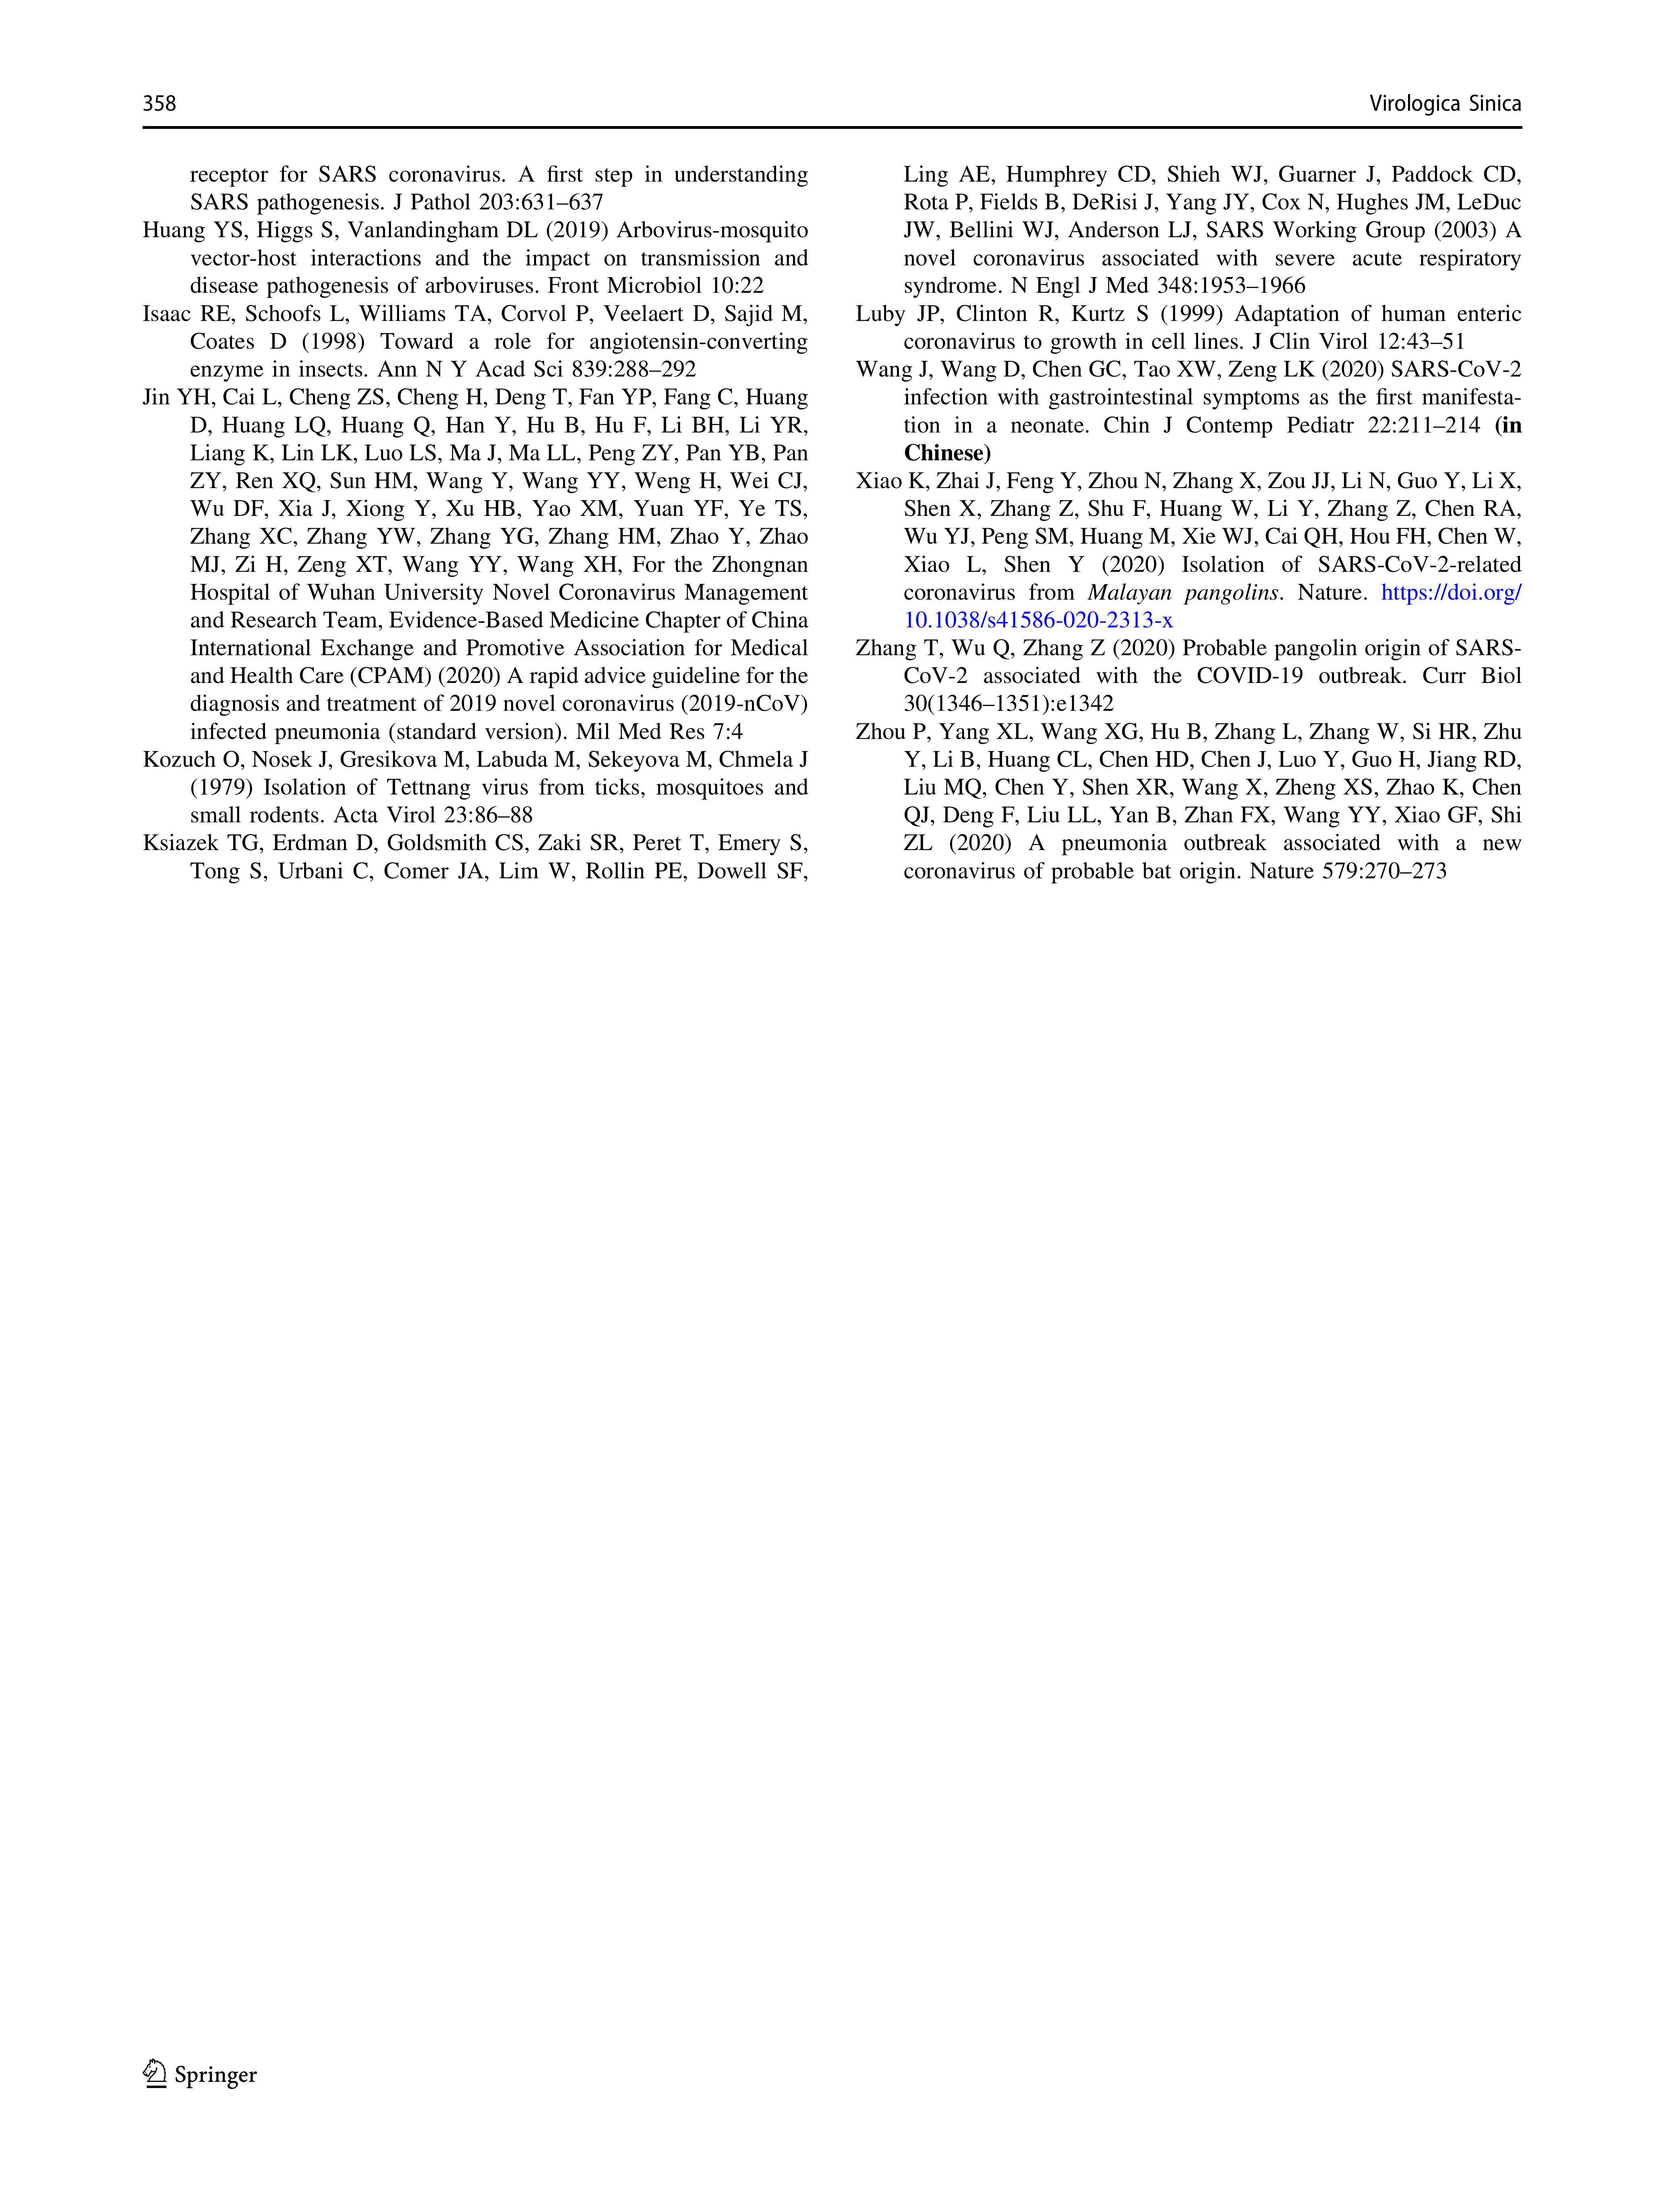 358
Virologica Sinica
receptor for SARS coronavirus. A first step in understanding
SARS pathogenesis. J Pathol 203:631–637
Huang YS, Higgs S, Vanlandingham DL (2019) Arbovirus-mosquito
vector-host interactions and the impact on transmission and
disease pathogenesis of arboviruses. Front Microbiol 10:22
Isaac RE, Schoofs L, Williams TA, Corvol P, Veelaert D, Sajid M,
Coates D (1998) Toward a role for angiotensin-converting
enzyme in insects. Ann N Y Acad Sci 839:288–292
Jin YH, Cai L, Cheng ZS, Cheng H, Deng T, Fan YP, Fang C, Huang
D, Huang LQ, Huang Q, Han Y, Hu B, Hu F, Li BH, Li YR,
Liang K, Lin LK, Luo LS, Ma J, Ma LL, Peng ZY, Pan YB, Pan
ZY, Ren XQ, Sun HM, Wang Y, Wang YY, Weng H, Wei CJ,
Wu DF, Xia J, Xiong Y, Xu HB, Yao XM, Yuan YF, Ye TS,
Zhang XC, Zhang YW, Zhang YG, Zhang HM, Zhao Y, Zhao
MJ, Zi H, Zeng XT, Wang YY, Wang XH, For the Zhongnan
Hospital of Wuhan University Novel Coronavirus Management
and Research Team, Evidence-Based Medicine Chapter of China
International Exchange and Promotive Association for Medical
and Health Care (CPAM) (2020) A rapid advice guideline for the
diagnosis and treatment of 2019 novel coronavirus (2019-nCoV)
infected pneumonia (standard version). Mil Med Res 7:4
Kozuch O, Nosek J, Gresikova M, Labuda M, Sekeyova M, Chmela J
(1979) Isolation of Tettnang virus from ticks, mosquitoes and
small rodents. Acta Virol 23:86–88
Ksiazek TG, Erdman D, Goldsmith CS, Zaki SR, Peret T, Emery S,
Tong S, Urbani C, Comer JA, Lim W, Rollin PE, Dowell SF,
Ling AE, Humphrey CD, Shieh WJ, Guarner J, Paddock CD,
Rota P, Fields B, DeRisi J, Yang JY, Cox N, Hughes JM, LeDuc
JW, Bellini WJ, Anderson LJ, SARS Working Group (2003) A
novel coronavirus associated with severe acute respiratory
syndrome. N Engl J Med 348:1953–1966
Luby JP, Clinton R, Kurtz S (1999) Adaptation of human enteric
coronavirus to growth in cell lines. J Clin Virol 12:43–51
Wang J, Wang D, Chen GC, Tao XW, Zeng LK (2020) SARS-CoV-2
infection with gastrointestinal symptoms as the first manifesta-
tion in a neonate. Chin J Contemp Pediatr 22:211–214 (in
Chinese)
Xiao K, Zhai J, Feng Y, Zhou N, Zhang X, Zou JJ, Li N, Guo Y, Li X,
Shen X, Zhang Z, Shu F, Huang W, Li Y, Zhang Z, Chen RA,
Wu YJ, Peng SM, Huang M, Xie WJ, Cai QH, Hou FH, Chen W,
Xiao L, Shen Y (2020) Isolation of SARS-CoV-2-related
coronavirus from Malayan pangolins. Nature. https://doi.org/
10.1038/s41586-020-2313-x
Zhang T, Wu Q, Zhang Z (2020) Probable pangolin origin of SARS-
CoV-2 associated with the COVID-19 outbreak. Curr Biol
30(1346–1351):e1342
Zhou P, Yang XL, Wang XG, Hu B, Zhang L, Zhang W, Si HR, Zhu
Y, Li B, Huang CL, Chen HD, Chen J, Luo Y, Guo H, Jiang RD,
Liu MQ, Chen Y, Shen XR, Wang X, Zheng XS, Zhao K, Chen
QJ, Deng F, Liu LL, Yan B, Zhan FX, Wang YY, Xiao GF, Shi
ZL (2020) A pneumonia outbreak associated with a new
coronavirus of probable bat origin. Nature 579:270–273
Springer